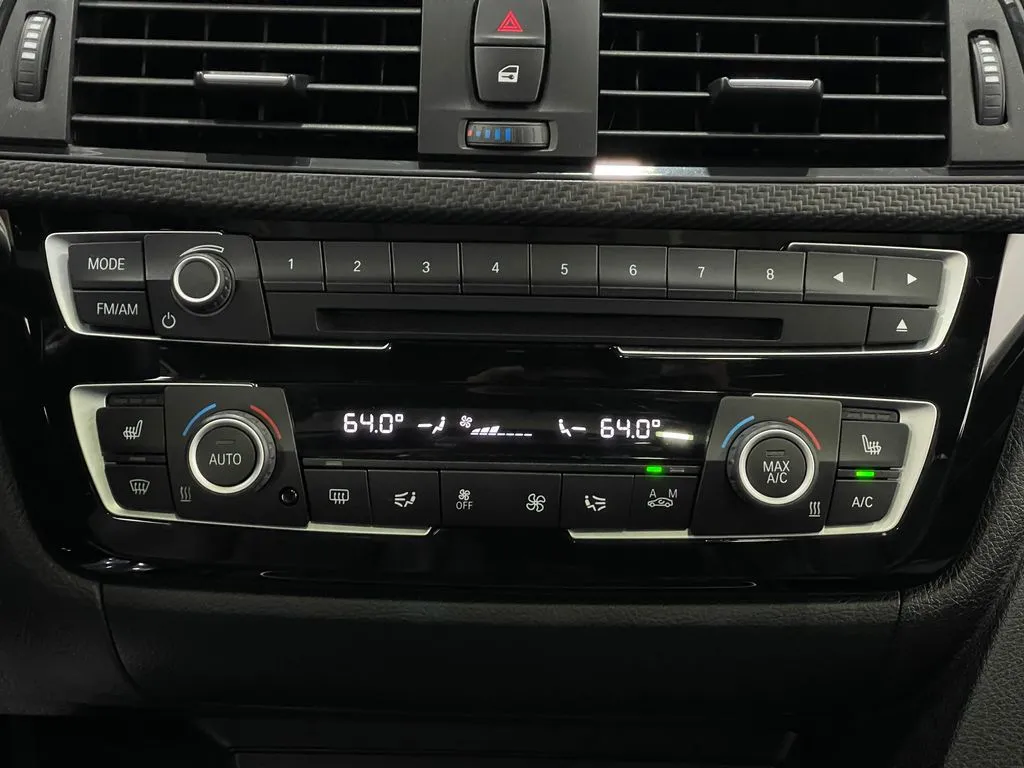 MODE
1 2 3 4 5 6 7 8
FM/AM
64.0° 64.0°
AUTO
MAX
A/C
OFF
A M
A/C